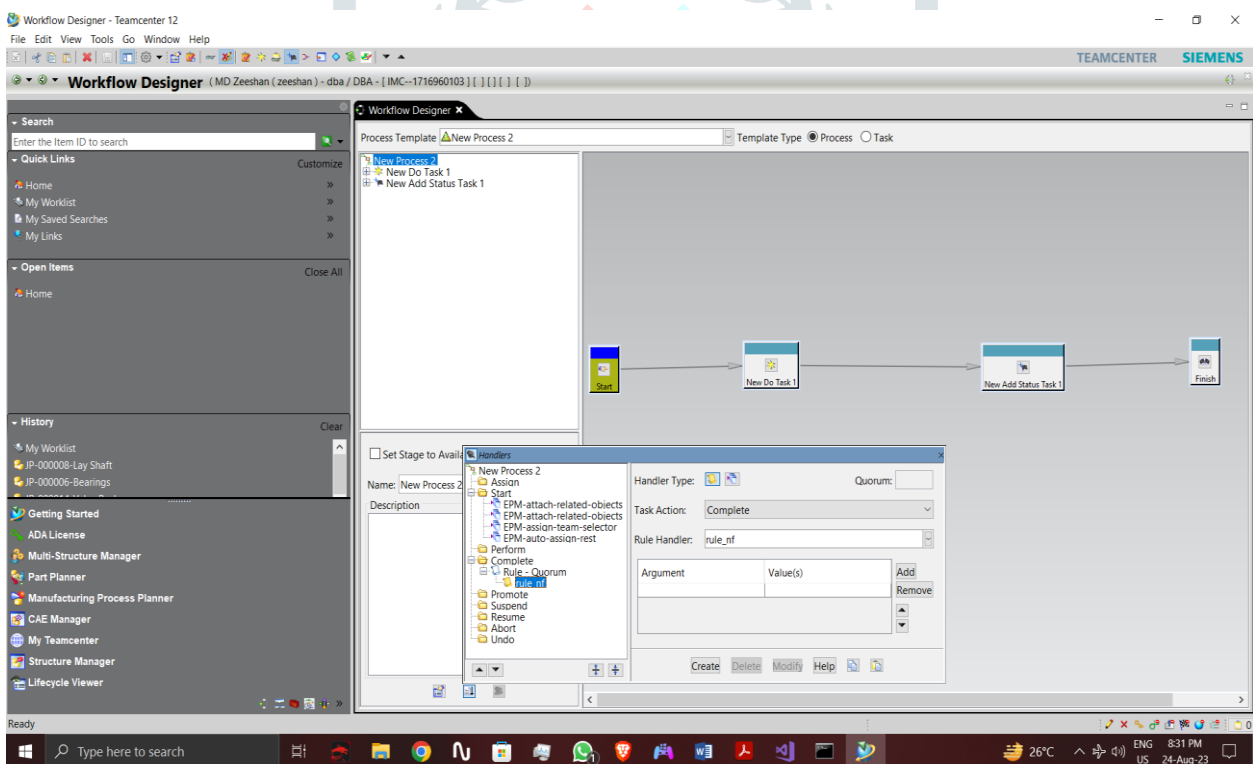 Workflow Designer - Teamcenter 12
File Edit View Tools Go Window Help
TEAMCENTER SIEMENS
Workflow Designer ( MD Zeeshan ( zeeshan ) - dba / DBA - [ IMC--1716960103 ] [ ] [ ] [ ] [ ])
Search
Enter the Item ID to search
Quick Links Customize
Home
My Worklist
My Saved Searches
My Links
Open Items Close All
Home
History Clear
My Worklist
JP-000008-Lay Shaft
JP-000006-Bearings
Getting Started
ADA License
Multi-Structure Manager
Part Planner
Manufacturing Process Planner
CAE Manager
My Teamcenter
Structure Manager
Lifecycle Viewer
Workflow Designer
Process Template New Process 2 Template Type Process Task
New Process 2
New Do Task 1
New Add Status Task 1
Start
New Do Task 1
New Add Status Task 1
Finish
Set Stage to Availa
Name: New Process 2
Description
Handlers
New Process 2
Assign
Start
EPM-attach-related-objects
EPM-attach-related-objects
EPM-assign-team-selector
EPM-auto-assign-rest
Perform
Complete
Rule - Quorum
rule_nf
Promote
Suspend
Resume
Abort
Undo
Handler Type: Quorum:
Task Action: Complete
Rule Handler: rule_nf
Argument Value(s) Add
Remove
Create Delete Modify Help
Ready
0
Type here to search
26°C
ENG
US
8:31 PM
24-Aug-23